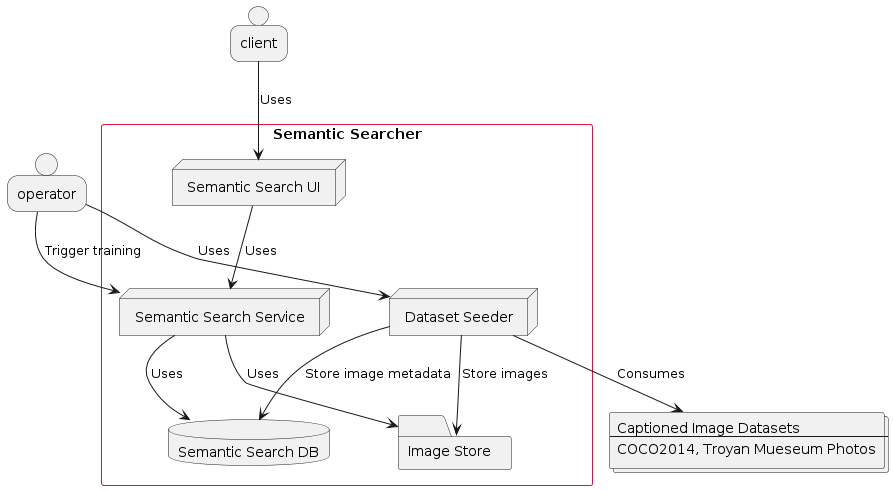 client
Uses
Semantic Searcher
operator
Semantic Search UI
Trigger training
Uses
Uses
Semantic Search Service
Dataset Seeder
Uses
Uses
Store image metadata
Store images
Consumes
Semantic Search DB
Image Store
Captioned Image Datasets
COCO2014, Troyan Mueseum Photos